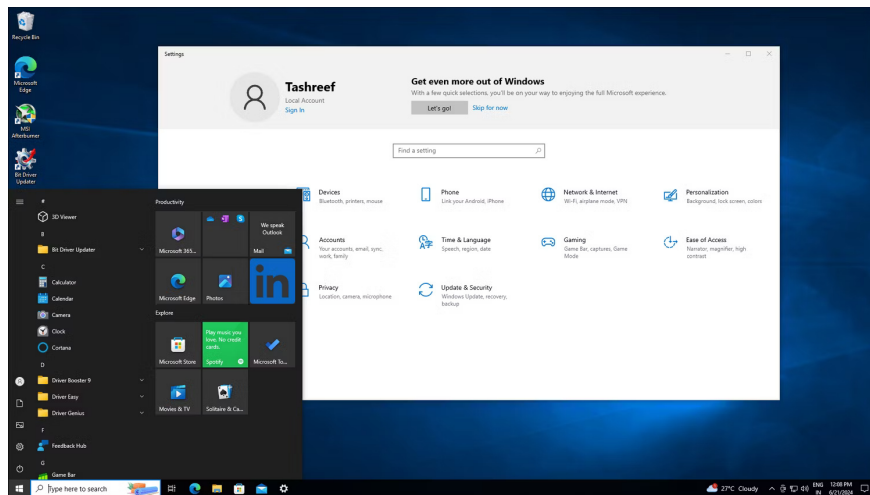 Recycle Bin
Microsoft
Edge
MSI
Afterburner
Bit Driver
Updater
Settings
Tashreef
Local Account
Sign In
Get even more out of Windows
With a few quick selections, you'll be on your way to enjoying the full Microsoft experience.
Let's go!
Skip for now
Find a setting
Devices
Bluetooth, printers, mouse
Phone
Link your Android, iPhone
Network & Internet
Wi-Fi, airplane mode, VPN
Personalization
Background, lock screen, colors
Accounts
Your accounts, email, sync,
work, family
Time & Language
Speech, region, date
Gaming
Game Bar, captures, Game
Mode
Ease of Access
Narrator, magnifier, high
contrast
Privacy
Location, camera, microphone
Update & Security
Windows Update, recovery,
backup
#
3D Viewer
B
Bit Driver Updater
C
Calculator
Calendar
Camera
Clock
Cortana
D
Driver Booster 9
Driver Easy
Driver Genius
F
Feedback Hub
G
Game Bar
Productivity
Microsoft 365...
We speak
Outlook
Mail
Microsoft Edge
Photos
in
Explore
Microsoft Store
Play music you
love. No credit
cards.
Spotify
Microsoft To...
Movies & TV
Solitaire & Ca...
Type here to search
27°C Cloudy
ENG
IN
12:08 PM
6/21/2024